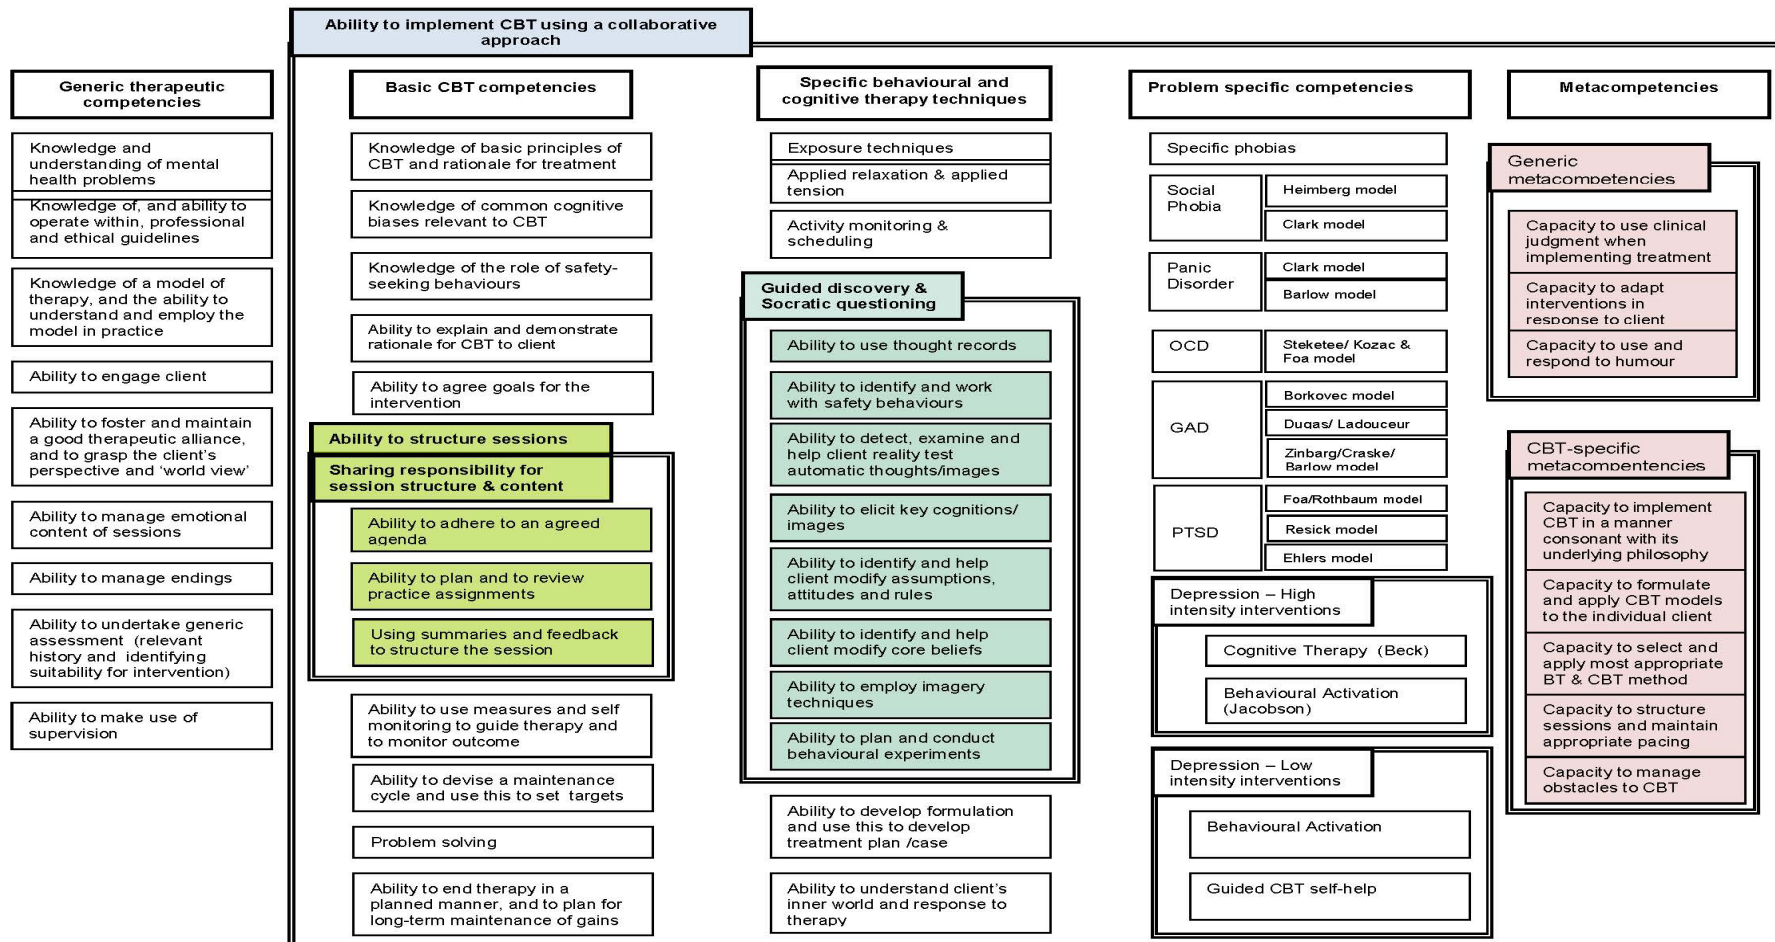 Ability to implement CBT using a collaborative
approach
Generic therapeutic
competencies
Knowledge and
understanding of mental
health problems
Knowledge of, and ability to
operate within, professional
and ethical guidelines
Knowledge of a model of
therapy, and the ability to
understand and employ the
model in practice
Ability to engage client
Ability to foster and maintain
a good therapeutic alliance,
and to grasp the client's
perspective and ‘world view’
Ability to manage emotional
content of sessions
Ability to manage endings
Ability to undertake generic
assessment (relevant
history and identifying
suitability for intervention)
Ability to make use of
supervision
Basic CBT competencies
Knowledge of basic principles of
CBT and rationale for treatment
Knowledge of common cognitive
biases relevant to CBT
Knowledge of the role of safety-
seeking behaviours
Ability to explain and demonstrate
rationale for CBT to client
Ability to agree goals for the
intervention
Ability to structure sessions
Sharing responsibility for
session structure & content
Ability to adhere to an agreed
agenda
Ability to plan and to review
practice assignments
Using summaries and feedback
to structure the session
Ability to use measures and self
monitoring to guide therapy and
to monitor outcome
Ability to devise a maintenance
cycle and use this to set targets
Problem solving
Ability to end therapy in a
planned manner, and to plan for
long-term maintenance of gains
Specific behavioural and
cognitive therapy techniques
Exposure techniques
Applied relaxation & applied
tension
Activity monitoring &
scheduling
Guided discovery &
Socratic questioning
Ability to use thought records
Ability to identify and work
with safety behaviours
Ability to detect, examine and
help client reality test
automatic thoughts/images
Ability to elicit key cognitions/
images
Ability to identify and help
client modify assumptions,
attitudes and rules
Ability to identify and help
client modify core beliefs
Ability to employ imagery
techniques
Ability to plan and conduct
behavioural experiments
Ability to develop formulation
and use this to develop
treatment plan /case
Ability to understand client's
inner world and response to
therapy
Problem specific competencies
Specific phobias
Social
Phobia
Heimberg model
Clark model
Panic
Disorder
Clark model
Barlow model
OCD
Steketee/ Kozac &
Foa model
GAD
Borkovec model
Dugas/ Ladouceur
Zinbarg/Craske/
Barlow model
PTSD
Foa/Rothbaum model
Resick model
Ehlers model
Depression – High
intensity interventions
Cognitive Therapy (Beck)
Behavioural Activation
(Jacobson)
Depression – Low
intensity interventions
Behavioural Activation
Guided CBT self-help
Metacompetencies
Generic
metacompetencies
Capacity to use clinical
judgment when
implementing treatment
Capacity to adapt
interventions in
response to client
Capacity to use and
respond to humour
CBT-specific
metacompentencies
Capacity to implement
CBT in a manner
consonant with its
underlying philosophy
Capacity to formulate
and apply CBT models
to the individual client
Capacity to select and
apply most appropriate
BT & CBT method
Capacity to structure
sessions and maintain
appropriate pacing
Capacity to manage
obstacles to CBT